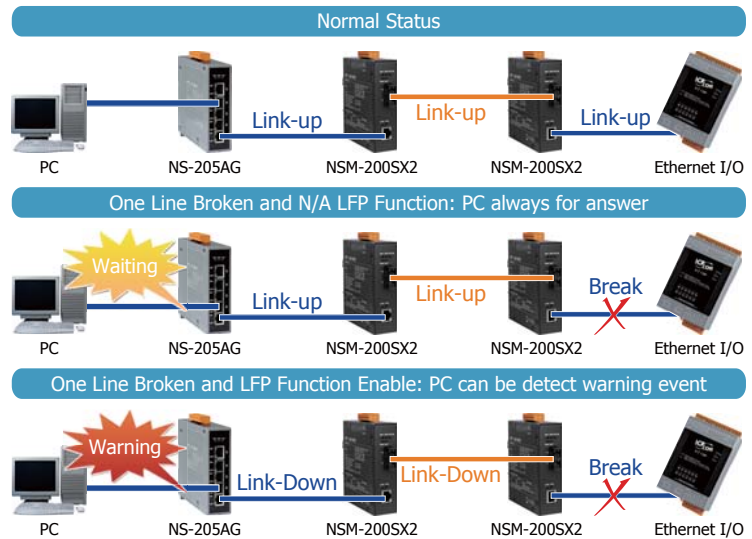 Normal Status
Link-up
Link-up
Link-up
PC
NS-205AG
NSM-200SX2
NSM-200SX2
Ethernet I/O
One Line Broken and N/A LFP Function: PC always for answer
Waiting
Link-up
Link-up
Break
PC
NS-205AG
NSM-200SX2
NSM-200SX2
Ethernet I/O
One Line Broken and LFP Function Enable: PC can be detect warning event
Warning
Link-Down
Link-Down
Break
PC
NS-205AG
NSM-200SX2
NSM-200SX2
Ethernet I/O